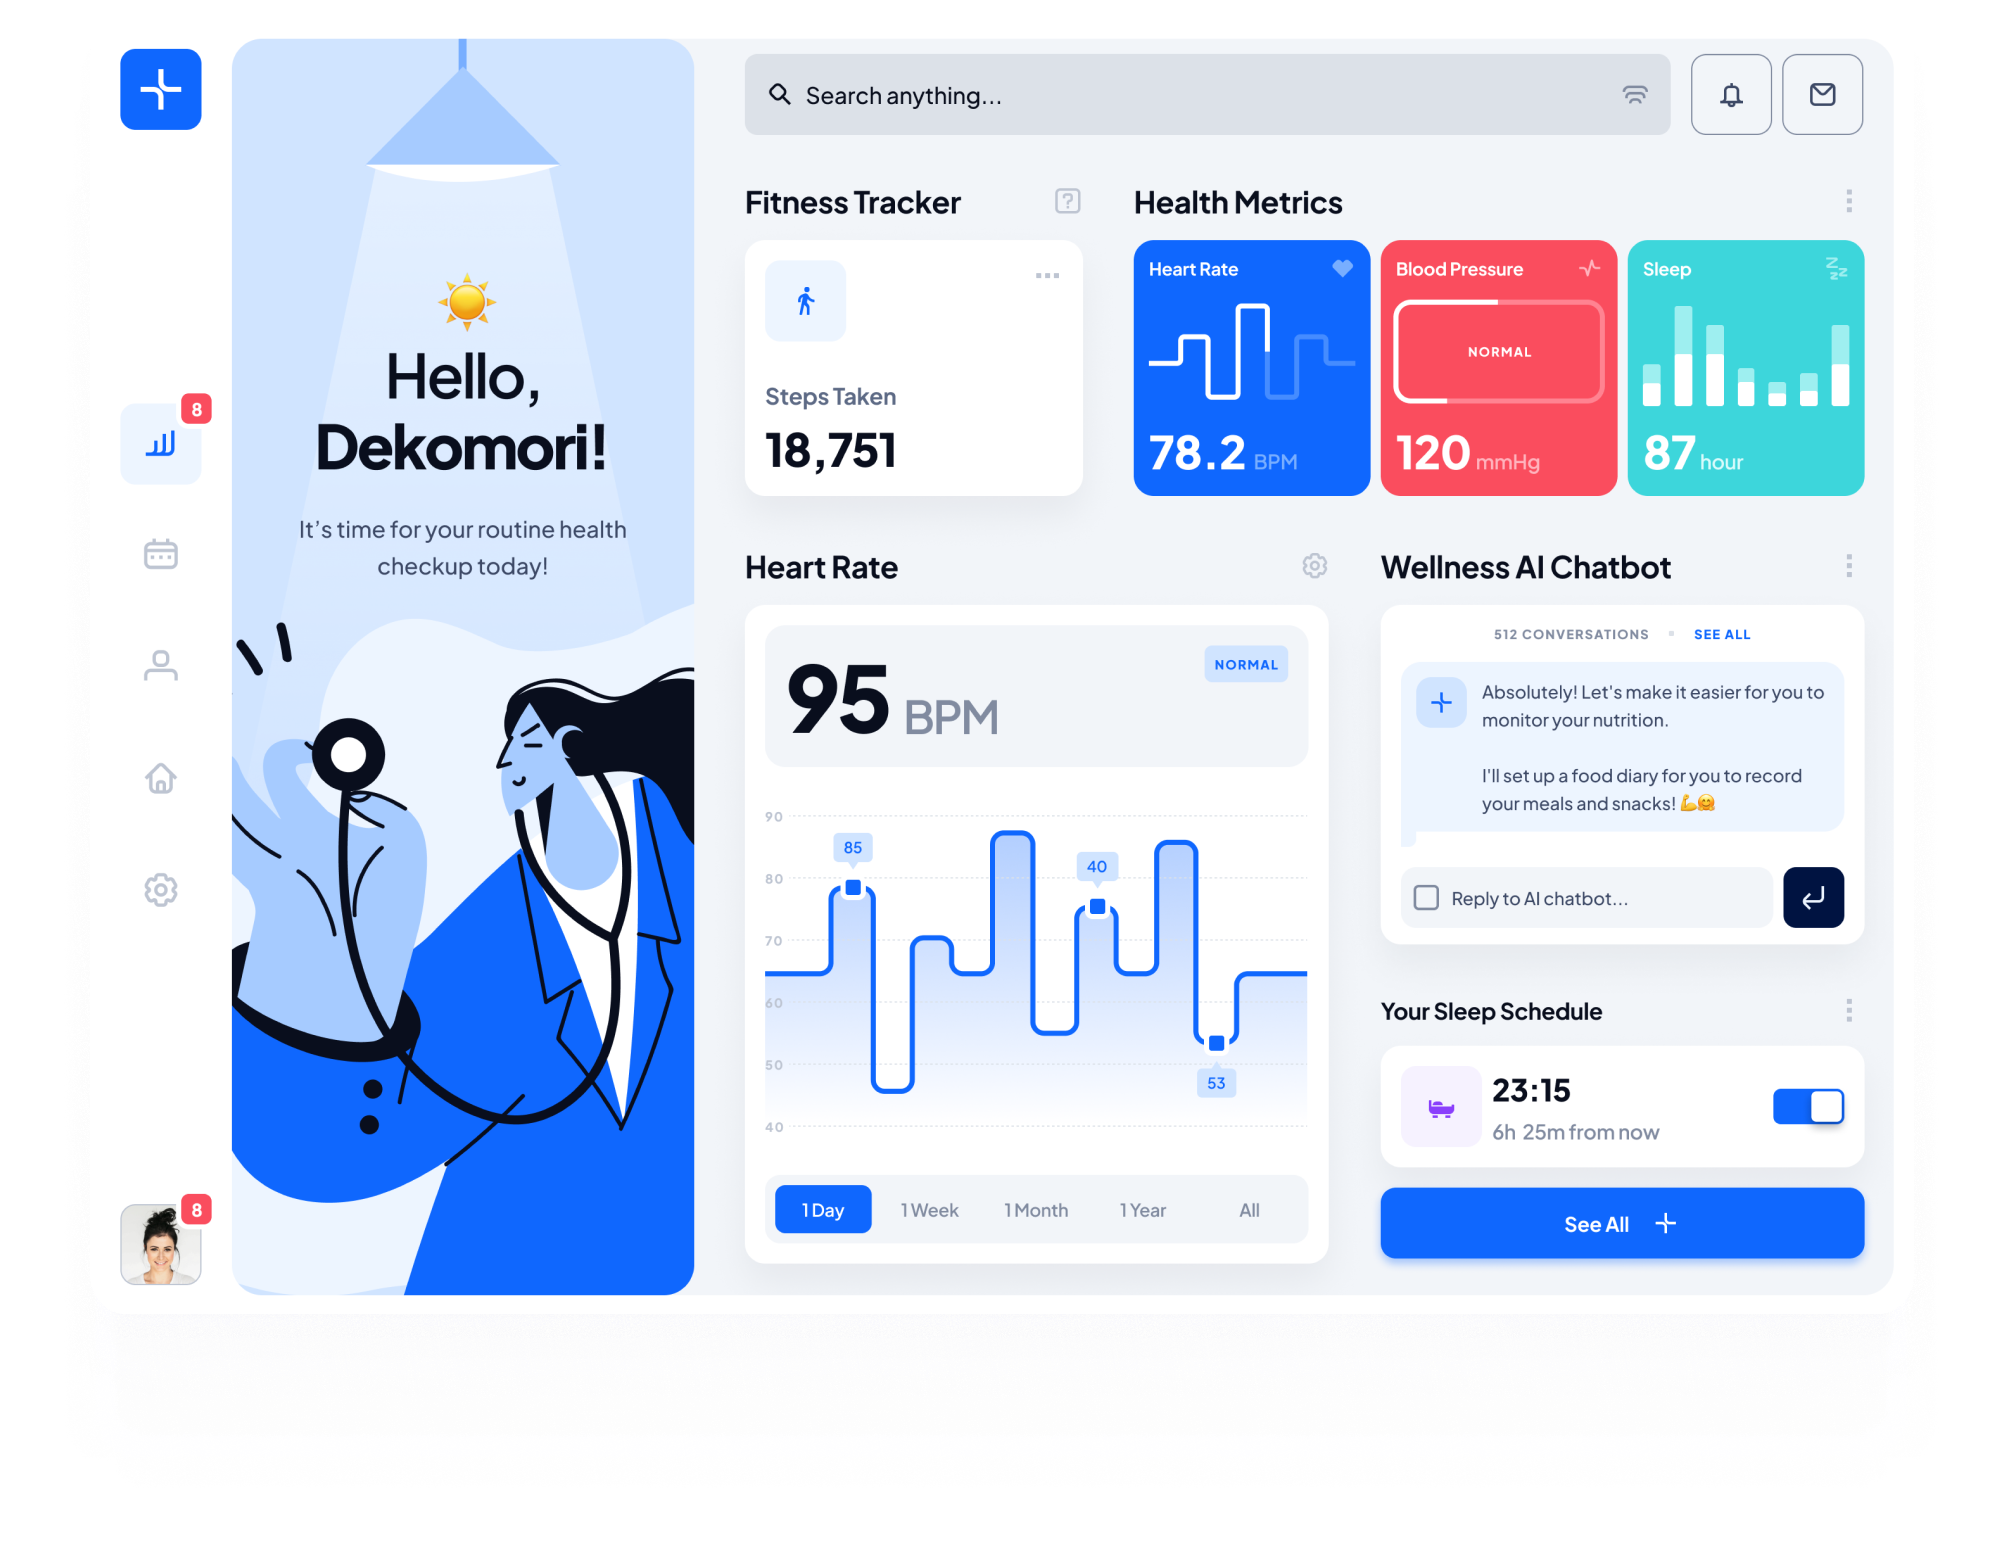 8
8
Hello,
Dekomori!
It’s time for your routine health
checkup today!
Search anything...
Fitness Tracker
Steps Taken
18,751
Health Metrics
Heart Rate
78.2 BPM
Blood Pressure
NORMAL
120 mmHg
Sleep
Z
Z
Z
87 hour
Heart Rate
95 BPM
NORMAL
90
80
70
60
50
40
85
40
53
1 Day
1 Week
1 Month
1 Year
All
Wellness AI Chatbot
512 CONVERSATIONS
SEE ALL
Absolutely! Let's make it easier for you to
monitor your nutrition.
I'll set up a food diary for you to record
your meals and snacks! 💪🤗
Reply to AI chatbot...
Your Sleep Schedule
23:15
6h 25m from now
See All